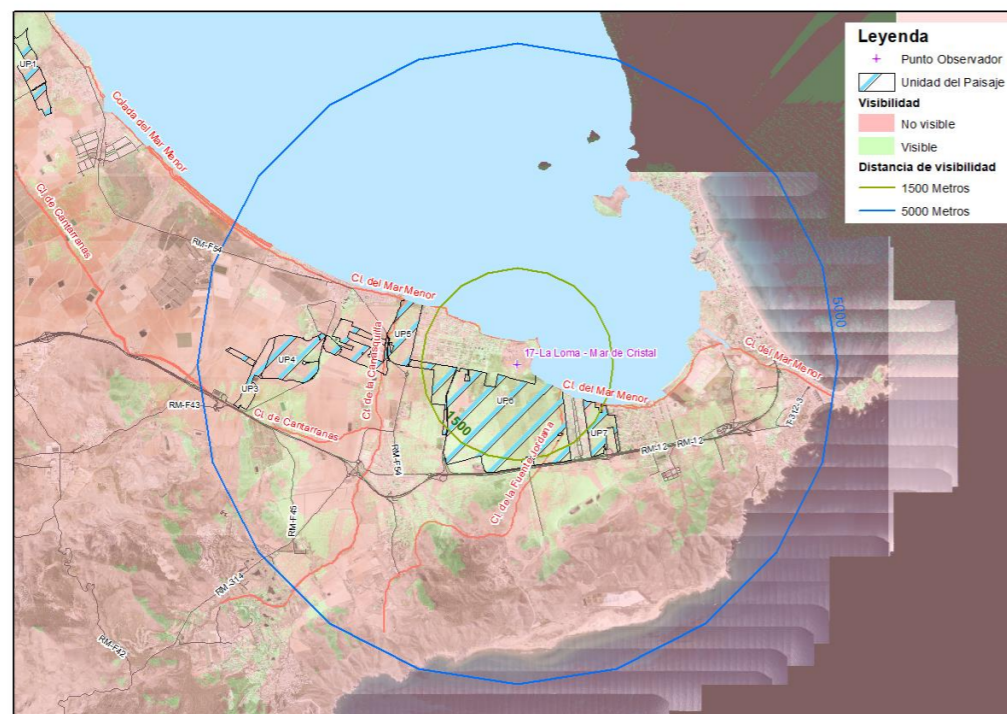 Leyenda
Punto Observador
Unidad del Paisaje
Visibilidad
No visible
Visible
Distancia de visibilidad
1500 Metros
5000 Metros
UP1
Colada del Mar Menor
Cl. de Cantarranas
RM-F54
Cl. del Mar Menor
5000
UP5
17-La Loma - Mar de Cristal
Cl. del Mar Menor
UP4
Cl. de la Carrasquilla
Cl. del Mar Menor
UP3
UP6
RM-F43
1500
T-312-3
Cl. de Cantarranas
UP7
RM-12
RM-12
RM-F54
Cl. de la Fuente Jordana
RM-F45
RM-314
RM-F42